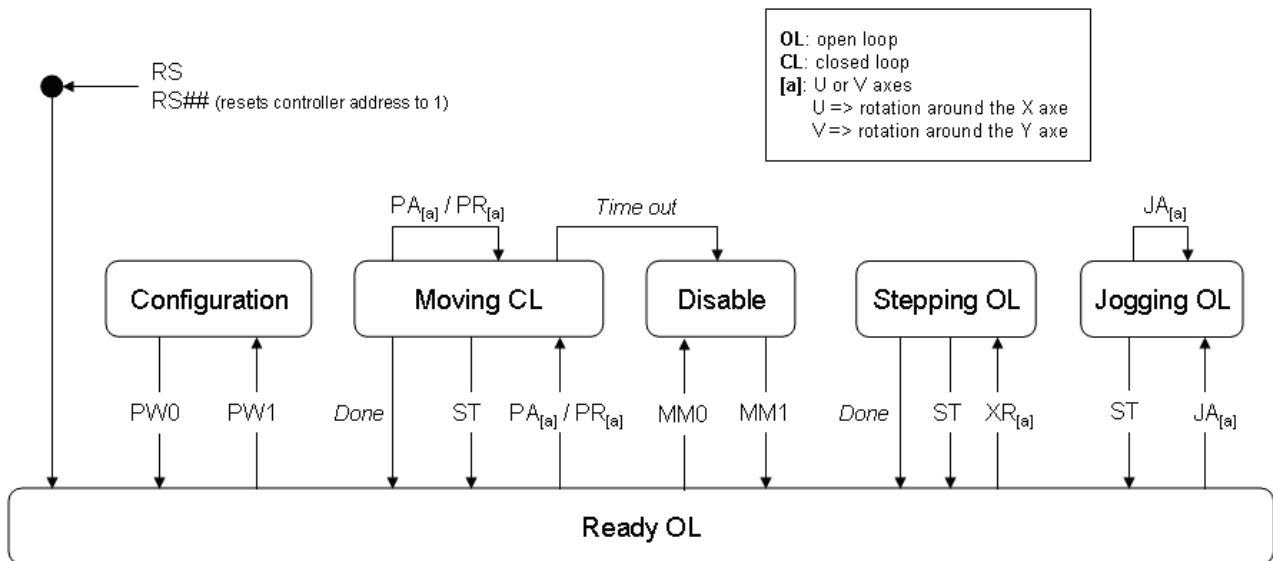 OL: open loop
CL: closed loop
[a]: U or V axes
U => rotation around the X axe
V => rotation around the Y axe
RS
RS## (resets controller address to 1)
PA[a] / PR[a]
Time out
JA[a]
Configuration
Moving CL
Disable
Stepping OL
Jogging OL
PW0
PW1
Done
ST
PA[a] / PR[a]
MM0
MM1
Done
ST
XR[a]
ST
JA[a]
Ready OL